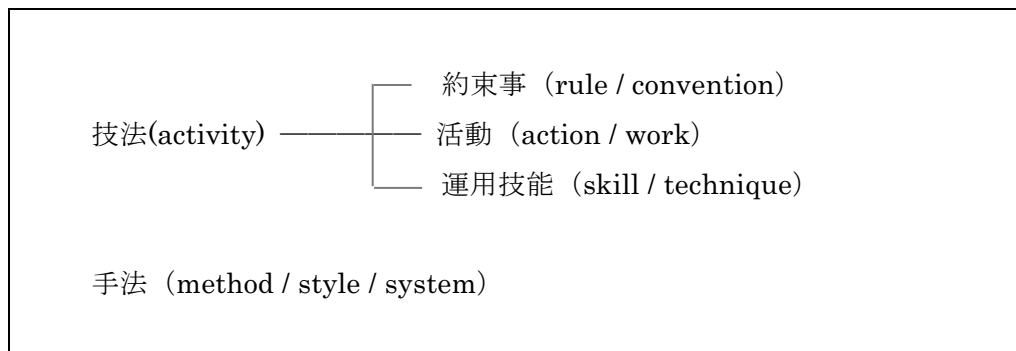 約束事（rule / convention）
技法(activity)
活動（action / work）
運用技能（skill / technique）
手法（method / style / system）